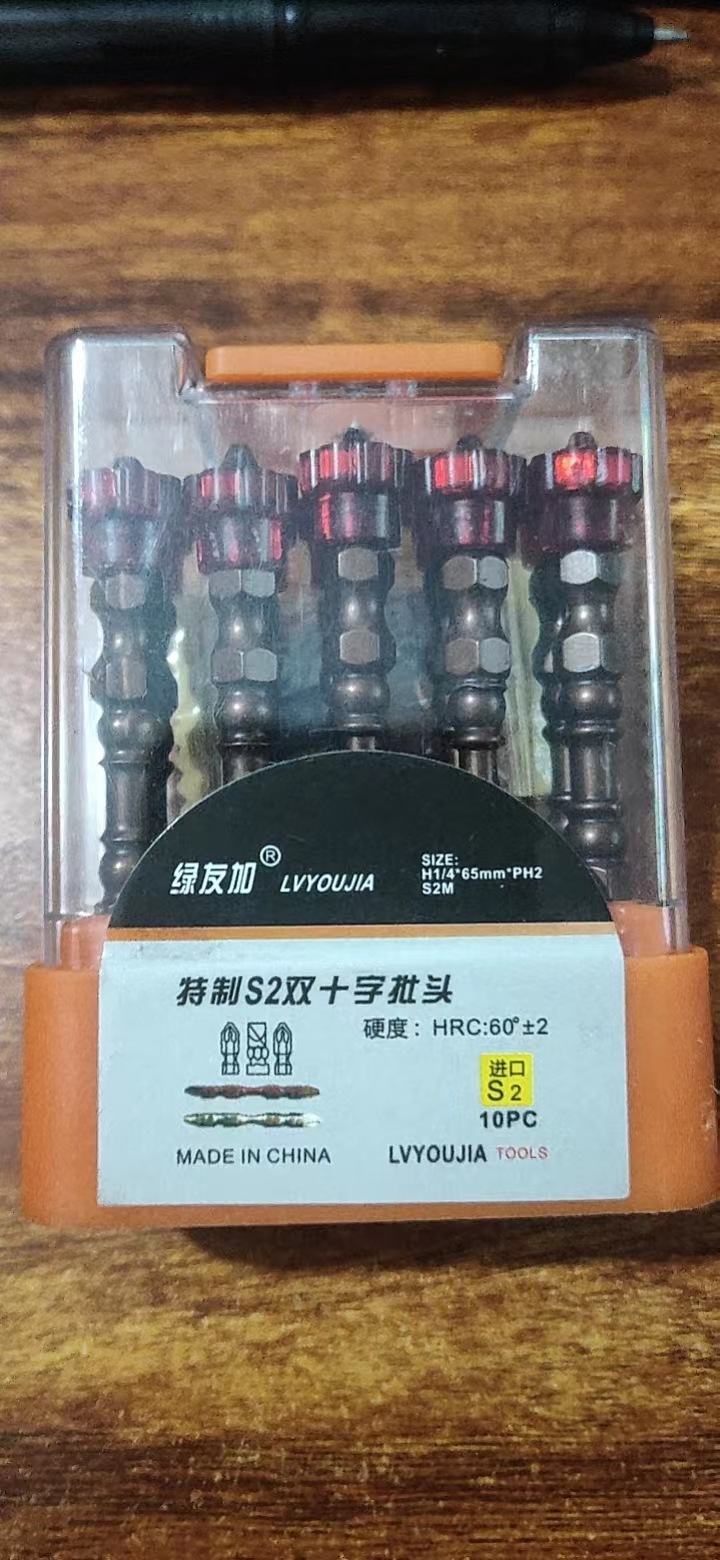 绿友加® LVYOUJIA
SIZE:
H1/4*65mm*PH2
S2M
特制S2双十字批头
硬度：HRC:60°±2
进口
S2
10PC
MADE IN CHINA
LVYOUJIA TOOLS